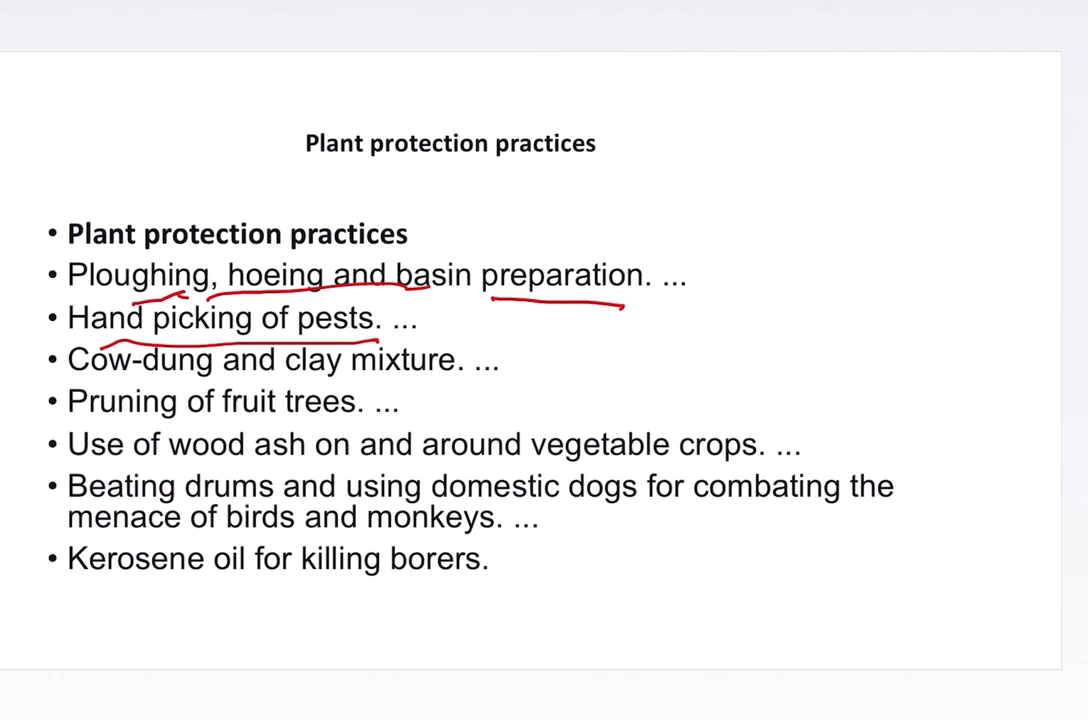 Plant protection practices
• Plant protection practices
• Ploughing, hoeing and basin preparation. ...
• Hand picking of pests. ...
• Cow-dung and clay mixture. ...
• Pruning of fruit trees. ...
• Use of wood ash on and around vegetable crops. ...
• Beating drums and using domestic dogs for combating the
menace of birds and monkeys. ...
• Kerosene oil for killing borers.